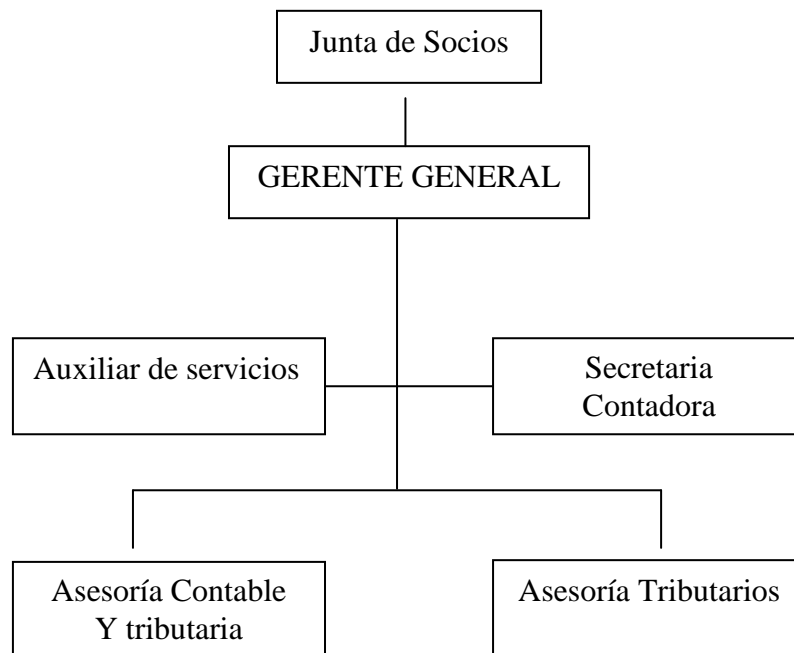 Junta de Socios
GERENTE GENERAL
Auxiliar de servicios
Secretaria
Contadora
Asesoría Contable
Y tributaria
Asesoría Tributarios